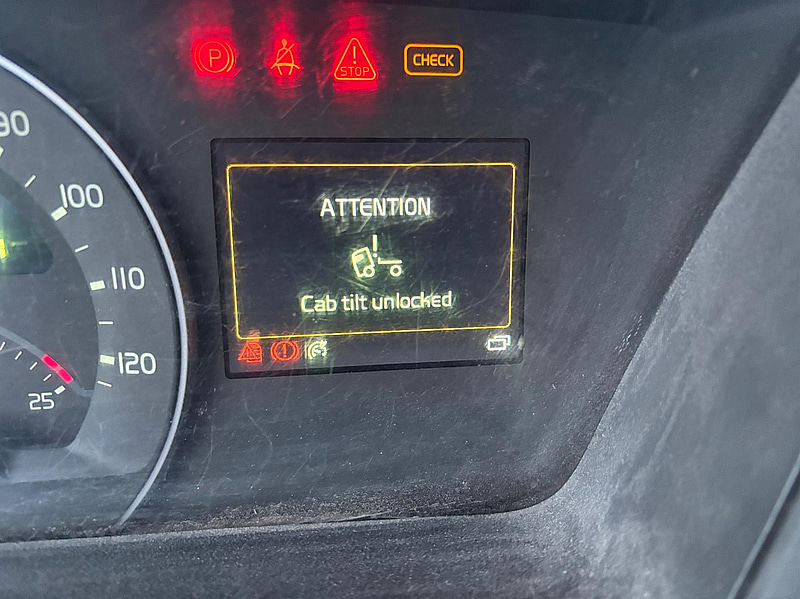 P
STOP
CHECK
90
100
110
120
25
ATTENTION
Cab tilt unlocked